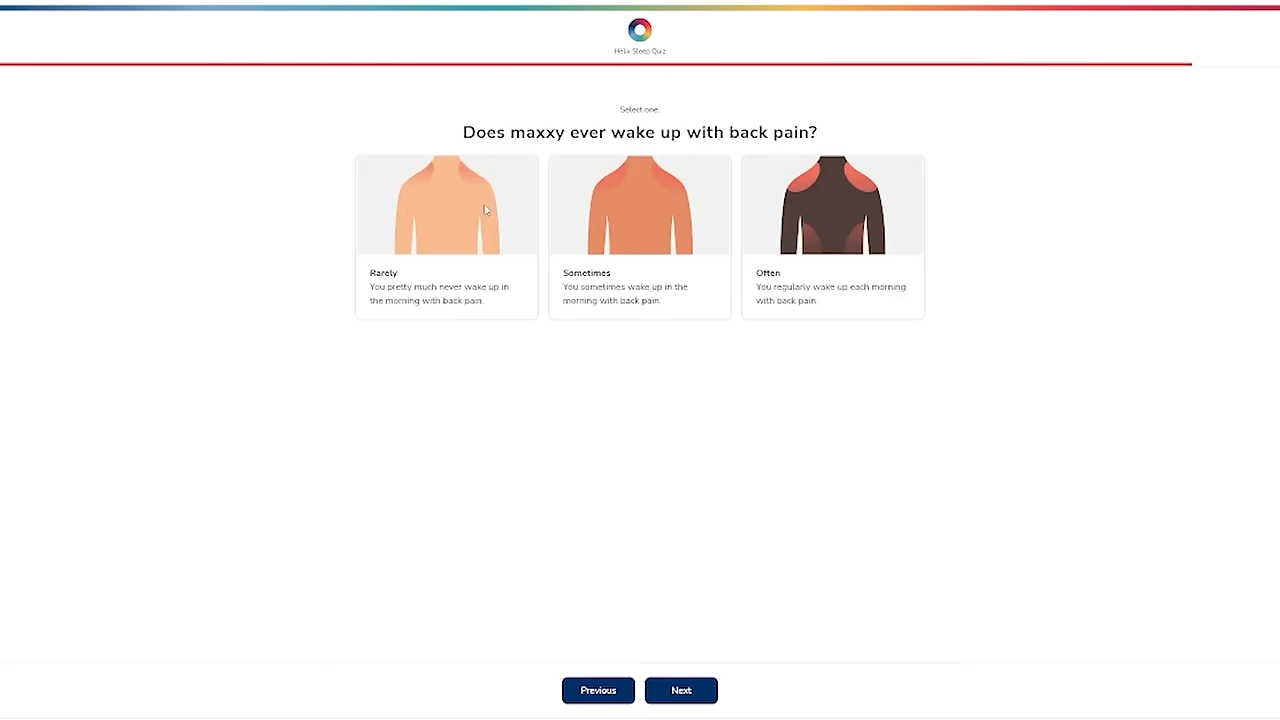 Helix Sleep Quiz
Select one.
Does maxxy ever wake up with back pain?
Rarely
You pretty much never wake up in
the morning with back pain.
Sometimes
You sometimes wake up in the
morning with back pain.
Often
You regularly wake up each morning
with back pain.
Previous
Next